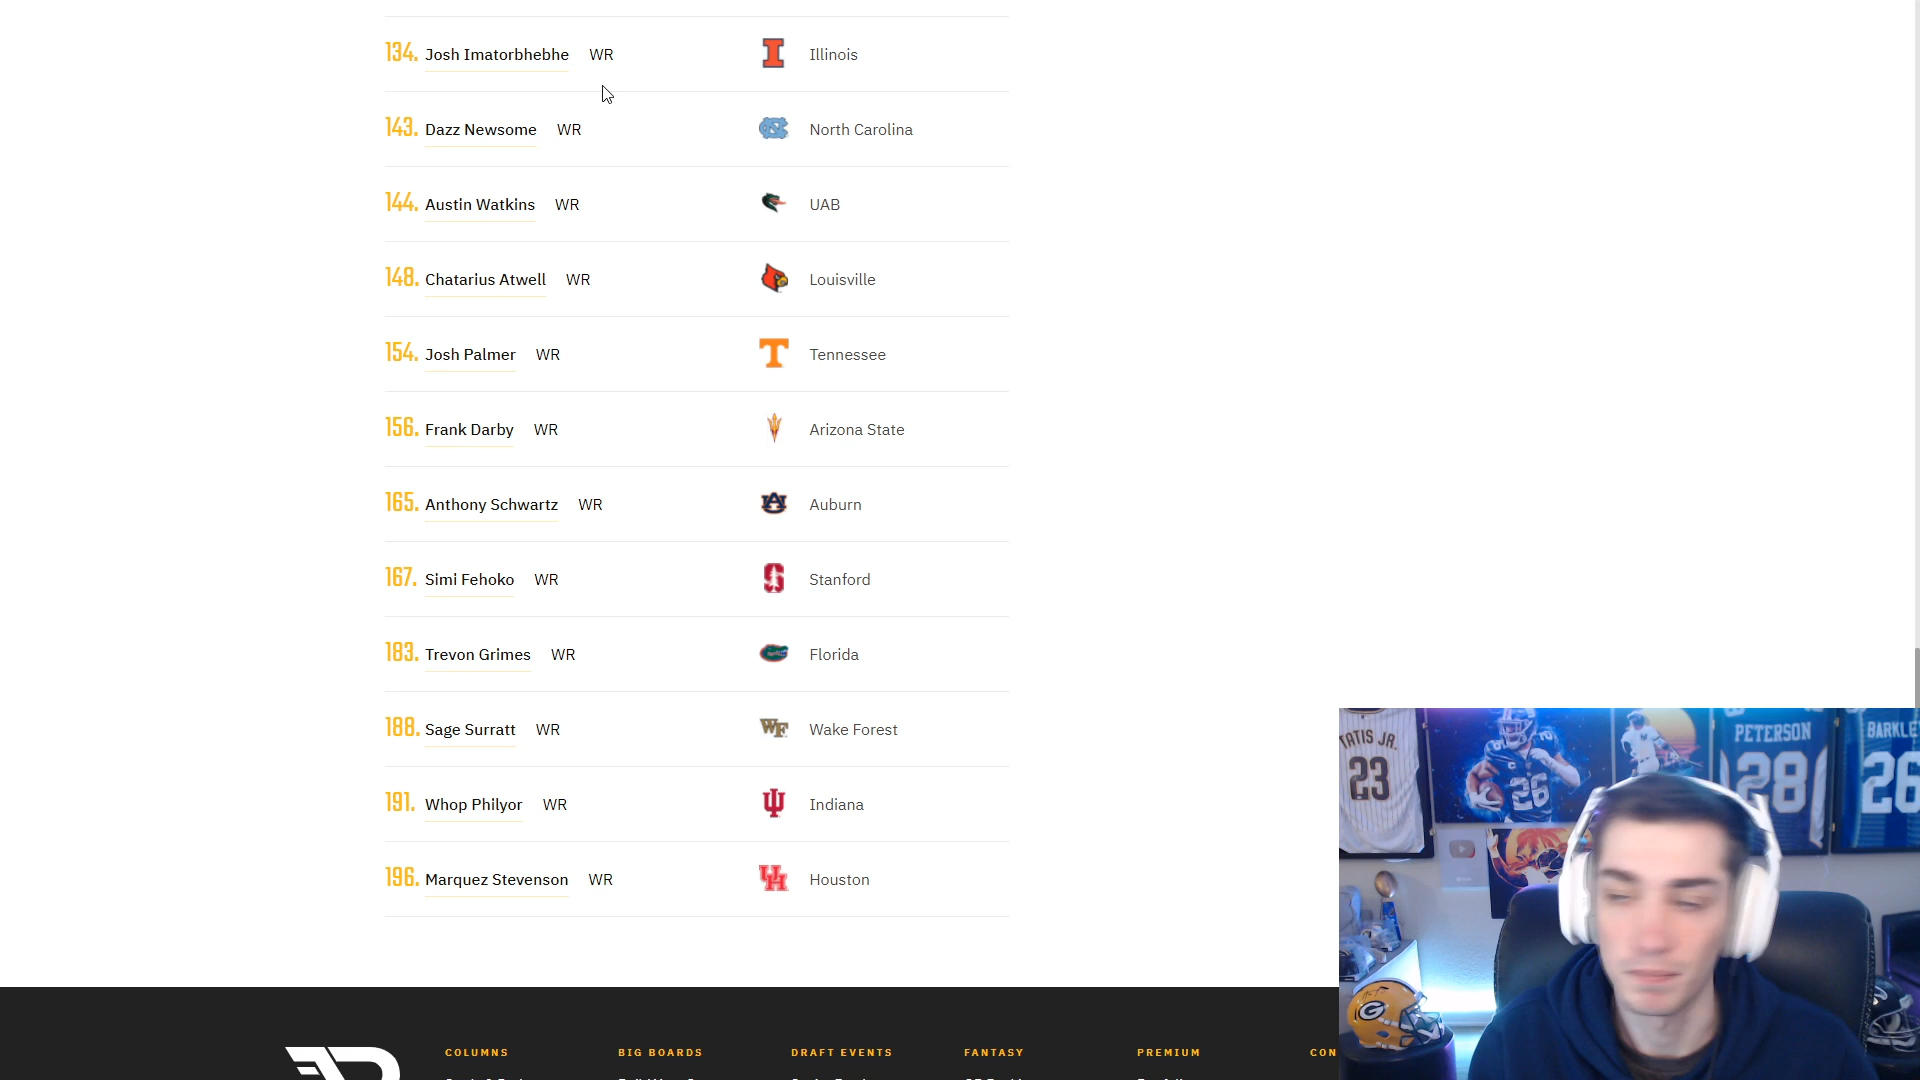 134. Josh Imatorbhebhe WR Illinois
143. Dazz Newsome WR North Carolina
144. Austin Watkins WR UAB
148. Chatarius Atwell WR Louisville
154. Josh Palmer WR Tennessee
156. Frank Darby WR Arizona State
165. Anthony Schwartz WR Auburn
167. Simi Fehoko WR Stanford
183. Trevon Grimes WR Florida
188. Sage Surratt WR Wake Forest
191. Whop Philyor WR Indiana
196. Marquez Stevenson WR Houston
TATIS JR.
23
26
PETERSON
28
BARKLE
26
COLUMNS BIG BOARDS DRAFT EVENTS FANTASY PREMIUM CON